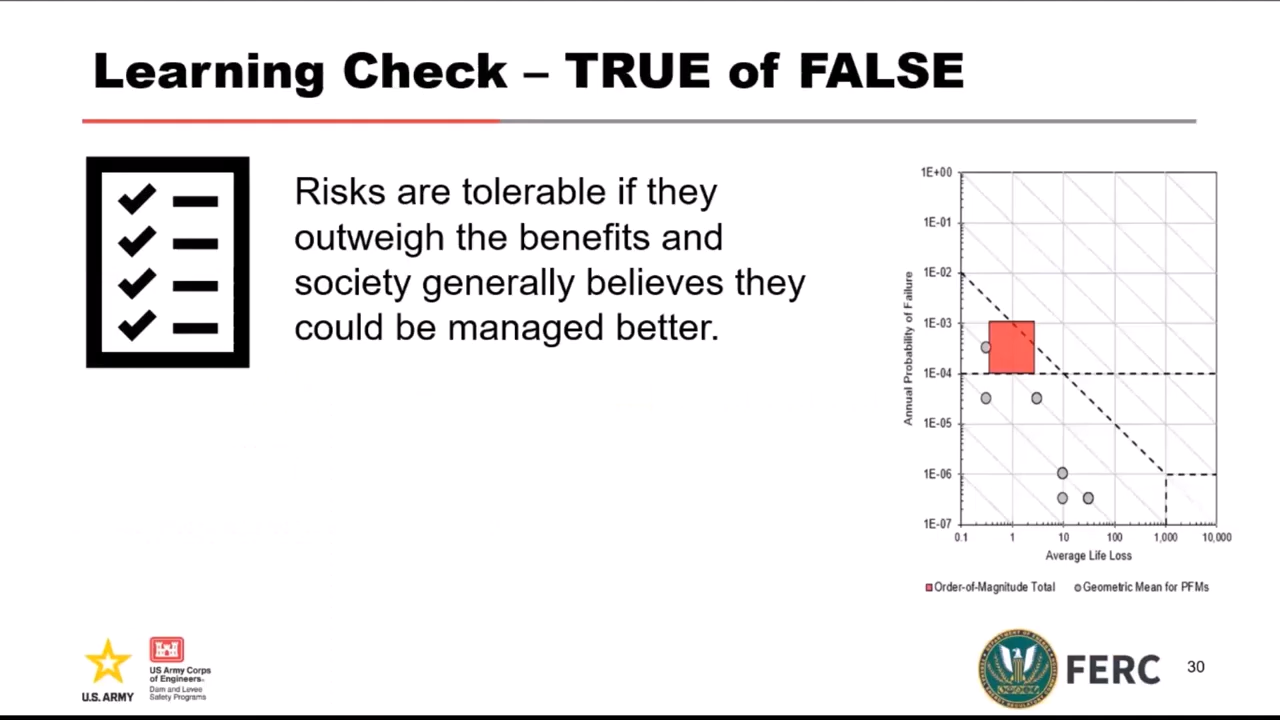 Learning Check – TRUE of FALSE
Risks are tolerable if they
outweigh the benefits and
society generally believes they
could be managed better.
Annual Probability of Failure
1E+00
1E-01
1E-02
1E-03
1E-04
1E-05
1E-06
1E-07
0.1 1 10 100 1,000 10,000
Average Life Loss
Order-of-Magnitude Total Geometric Mean for PFMs
U.S. ARMY
US Army Corps
of Engineers®
Dam and Levee
Safety Programs
FERC
30